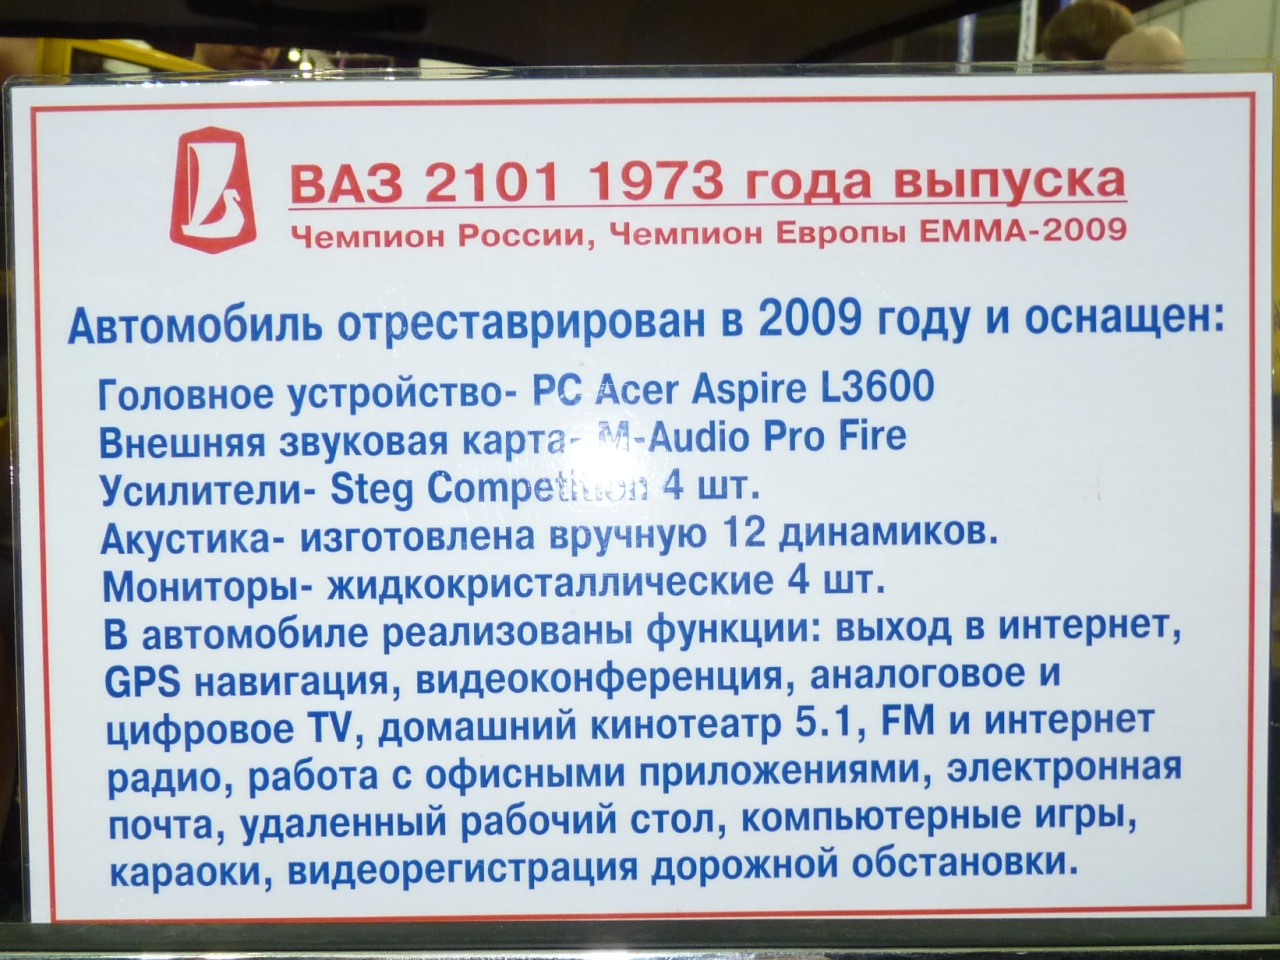 ВАЗ 2101 1973 года выпуска
Чемпион России, Чемпион Европы ЕММА-2009
Автомобиль отреставрирован в 2009 году и оснащен:
Головное устройство- PC Acer Aspire L3600
Внешняя звуковая карта- M-Audio Pro Fire
Усилители- Steg Competition 4 шт.
Акустика- изготовлена вручную 12 динамиков.
Мониторы- жидкокристаллические 4 шт.
В автомобиле реализованы функции: выход в интернет,
GPS навигация, видеоконференция, аналоговое и
цифровое TV, домашний кинотеатр 5.1, FM и интернет
радио, работа с офисными приложениями, электронная
почта, удаленный рабочий стол, компьютерные игры,
караоки, видеорегистрация дорожной обстановки.